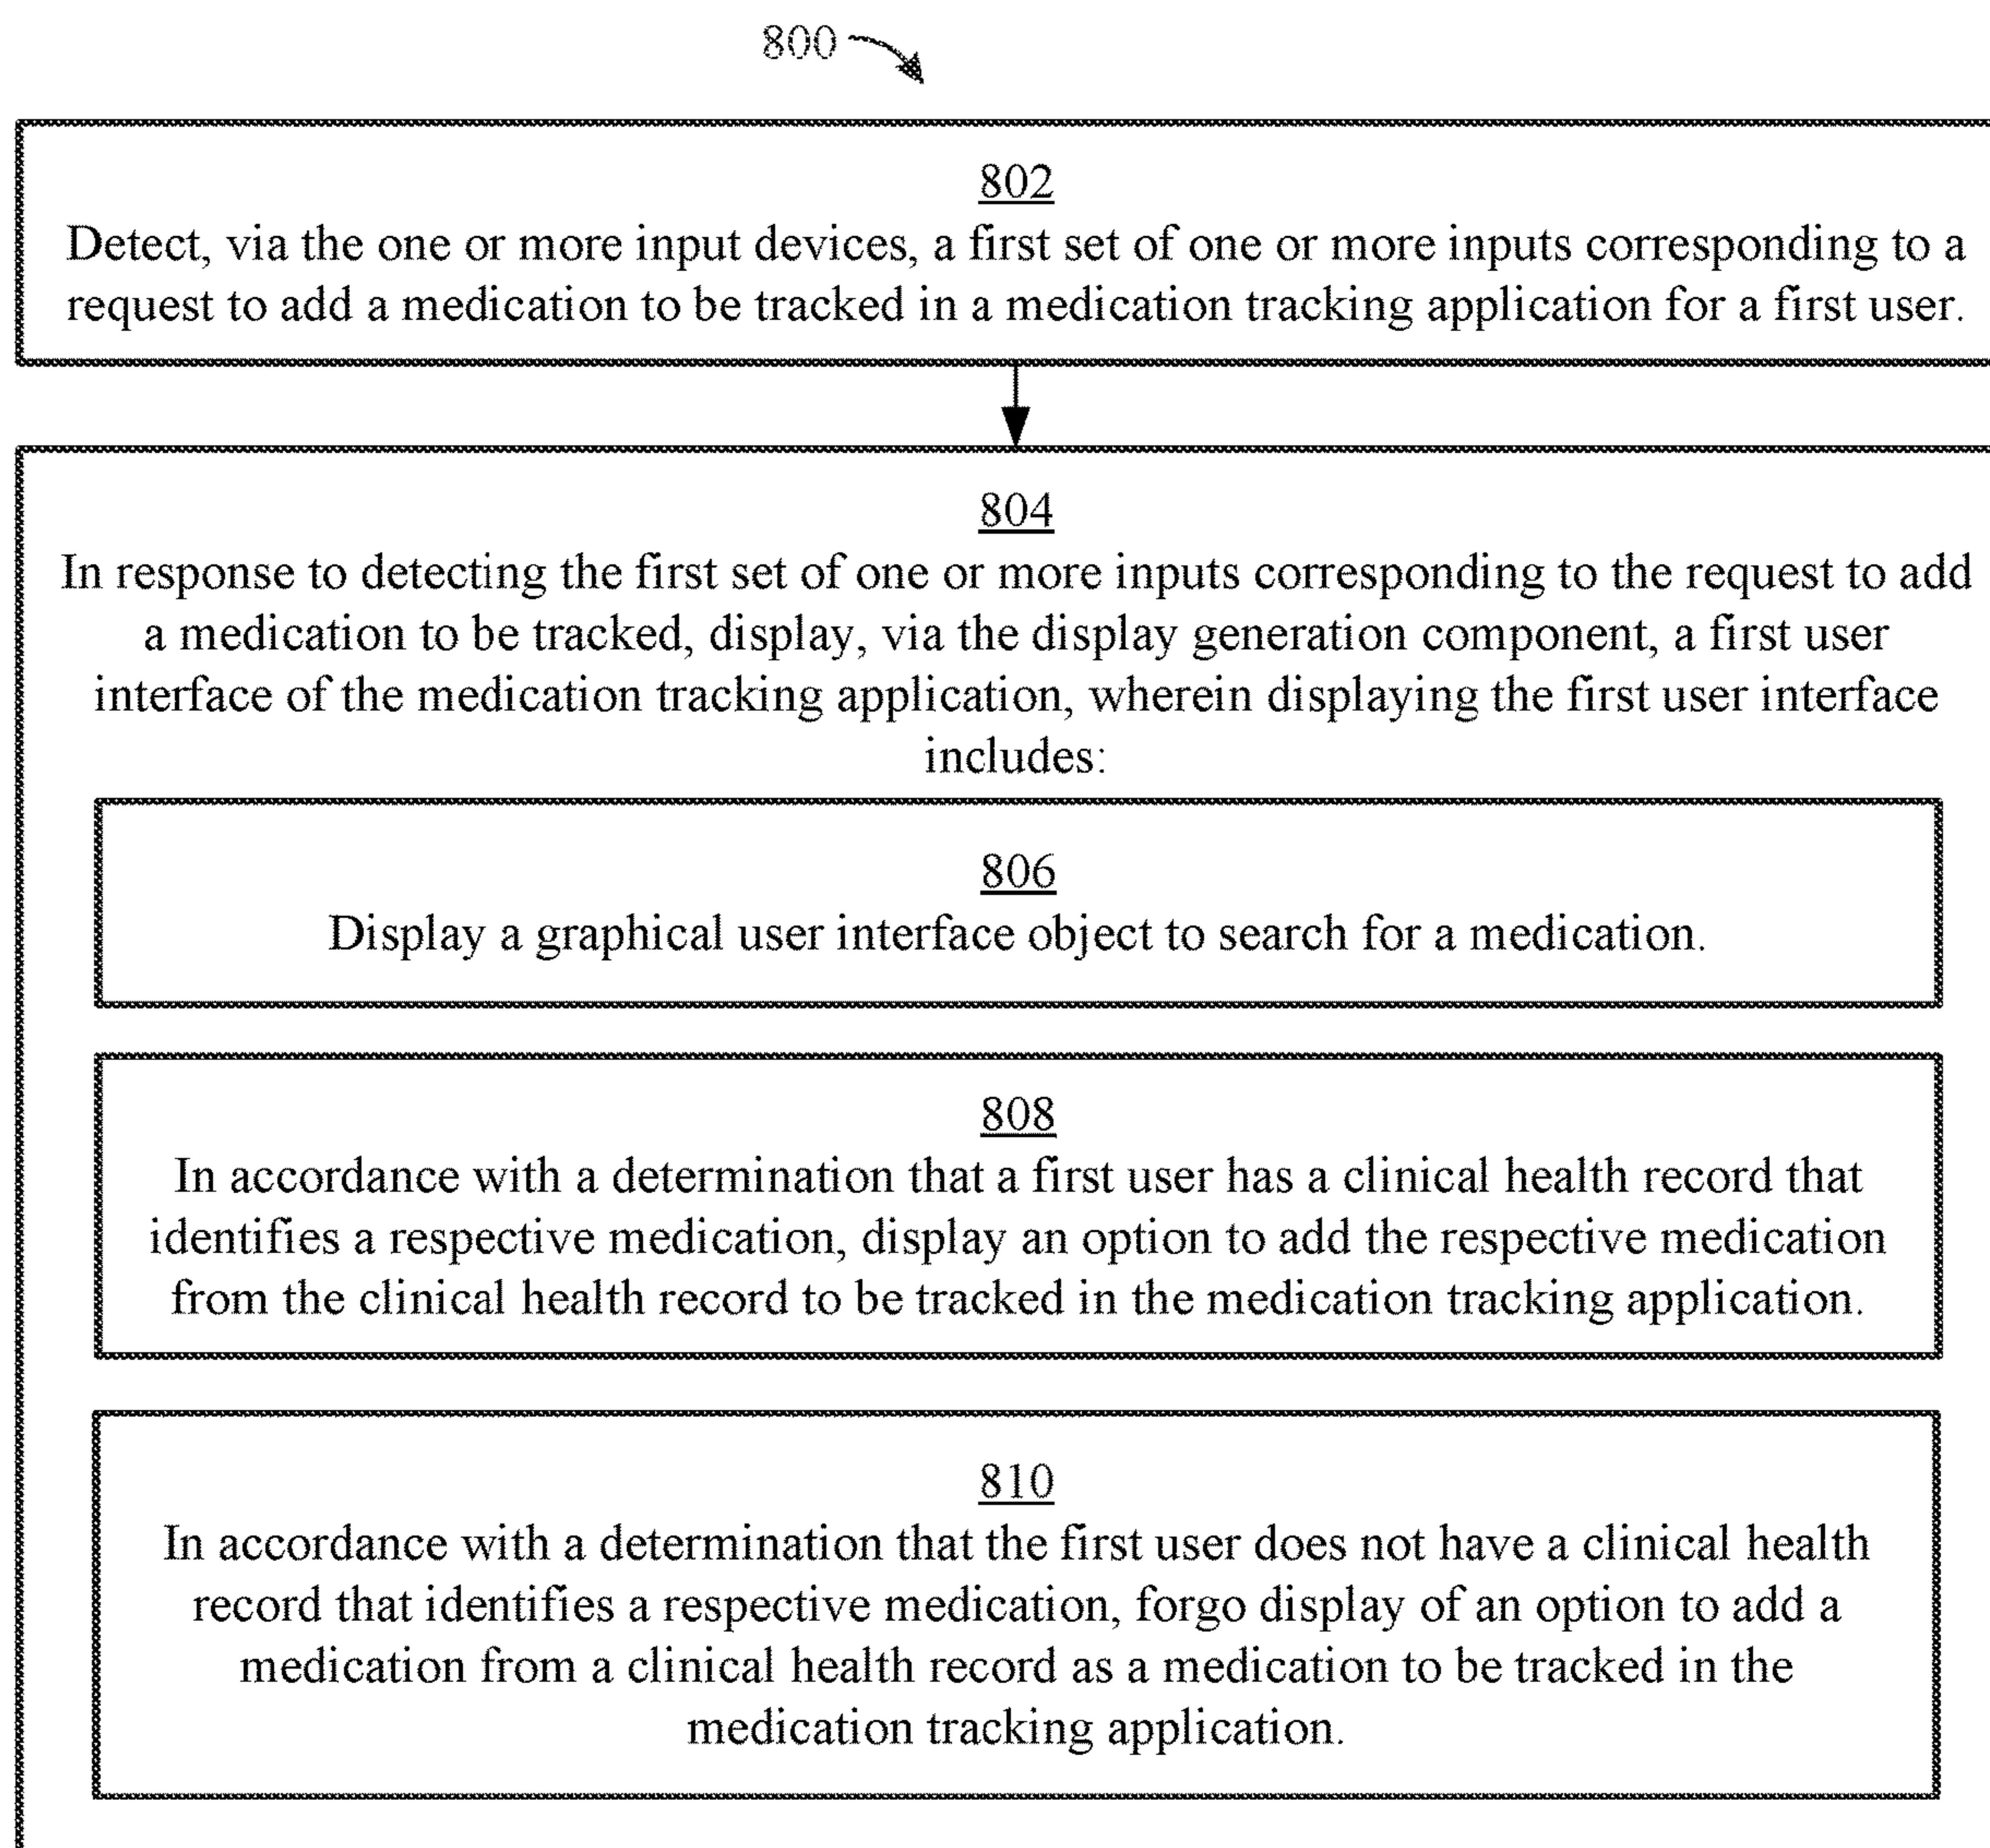 800
802
Detect, via the one or more input devices, a first set of one or more inputs corresponding to a
request to add a medication to be tracked in a medication tracking application for a first user.
804
In response to detecting the first set of one or more inputs corresponding to the request to add
a medication to be tracked, display, via the display generation component, a first user
interface of the medication tracking application, wherein displaying the first user interface
includes:
806
Display a graphical user interface object to search for a medication.
808
In accordance with a determination that a first user has a clinical health record that
identifies a respective medication, display an option to add the respective medication
from the clinical health record to be tracked in the medication tracking application.
810
In accordance with a determination that the first user does not have a clinical health
record that identifies a respective medication, forgo display of an option to add a
medication from a clinical health record as a medication to be tracked in the
medication tracking application.